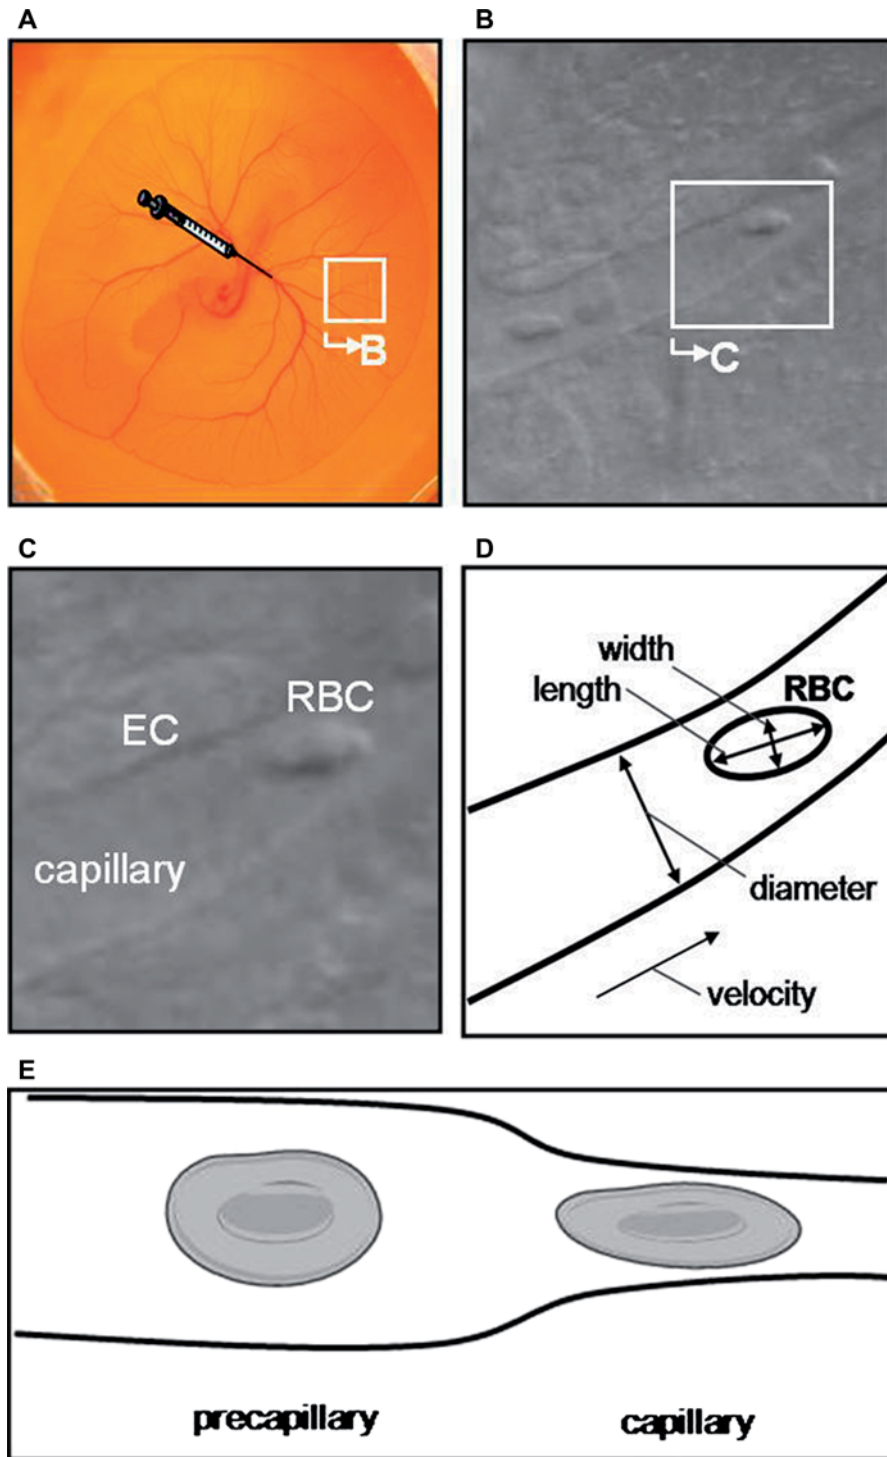 A
B
B
C
C
D
EC
RBC
capillary
width
length
RBC
diameter
velocity
E
precapillary
capillary